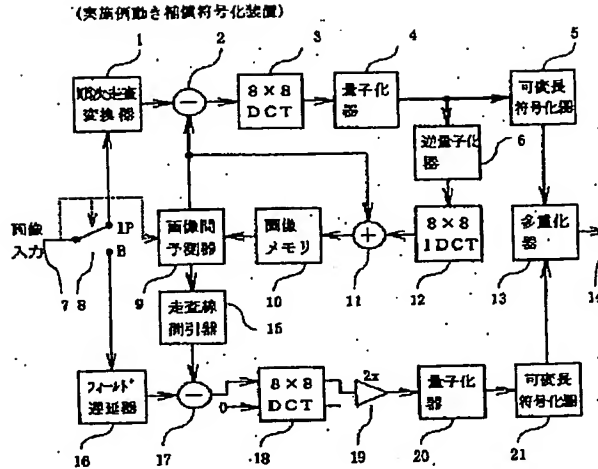 (実施例動き補償符号化装置)
1
2
3
4
5
順次走査
変換器
−
8×8
DCT
量子化
器
可変長
符号化器
逆量子化
器
6
画像
入力
IP
B
7
8
画像間
予測器
9
画像
メモリ
10
+
11
8×8
IDCT
12
多重化
器
13
14
走査線
間引器
15
フィールド
遅延器
16
−
17
0
8×8
DCT
18
2x
19
量子化
器
20
可変長
符号化器
21